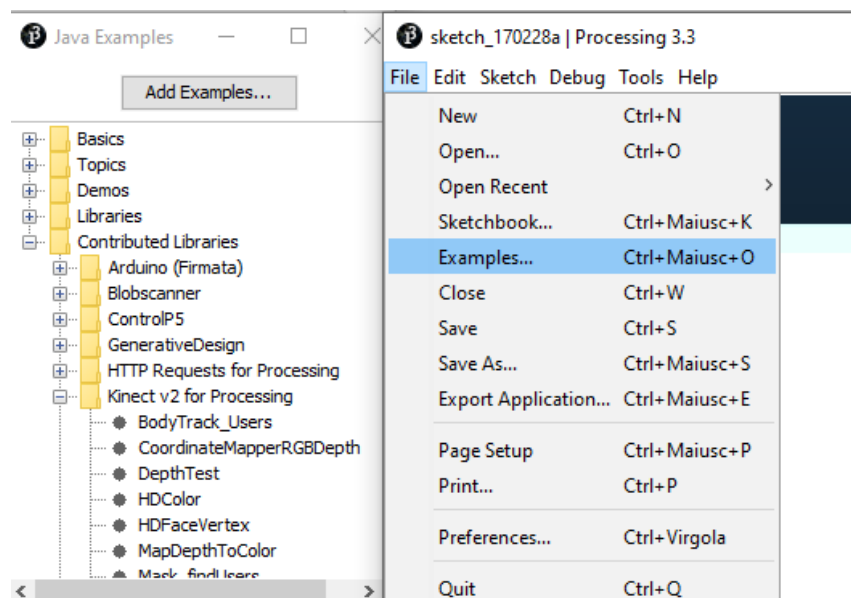 Java Examples
Add Examples...
Basics
Topics
Demos
Libraries
Contributed Libraries
Arduino (Firmata)
Blobscanner
ControlP5
GenerativeDesign
HTTP Requests for Processing
Kinect v2 for Processing
BodyTrack_Users
CoordinateMapperRGBDepth
DepthTest
HDColor
HDFaceVertex
MapDepthToColor
Mask_findUsers
sketch_170228a | Processing 3.3
File Edit Sketch Debug Tools Help
New Ctrl+N
Open... Ctrl+O
Open Recent
Sketchbook... Ctrl+Maiusc+K
Examples... Ctrl+Maiusc+O
Close Ctrl+W
Save Ctrl+S
Save As... Ctrl+Maiusc+S
Export Application... Ctrl+Maiusc+E
Page Setup Ctrl+Maiusc+P
Print... Ctrl+P
Preferences... Ctrl+Virgola
Quit Ctrl+Q